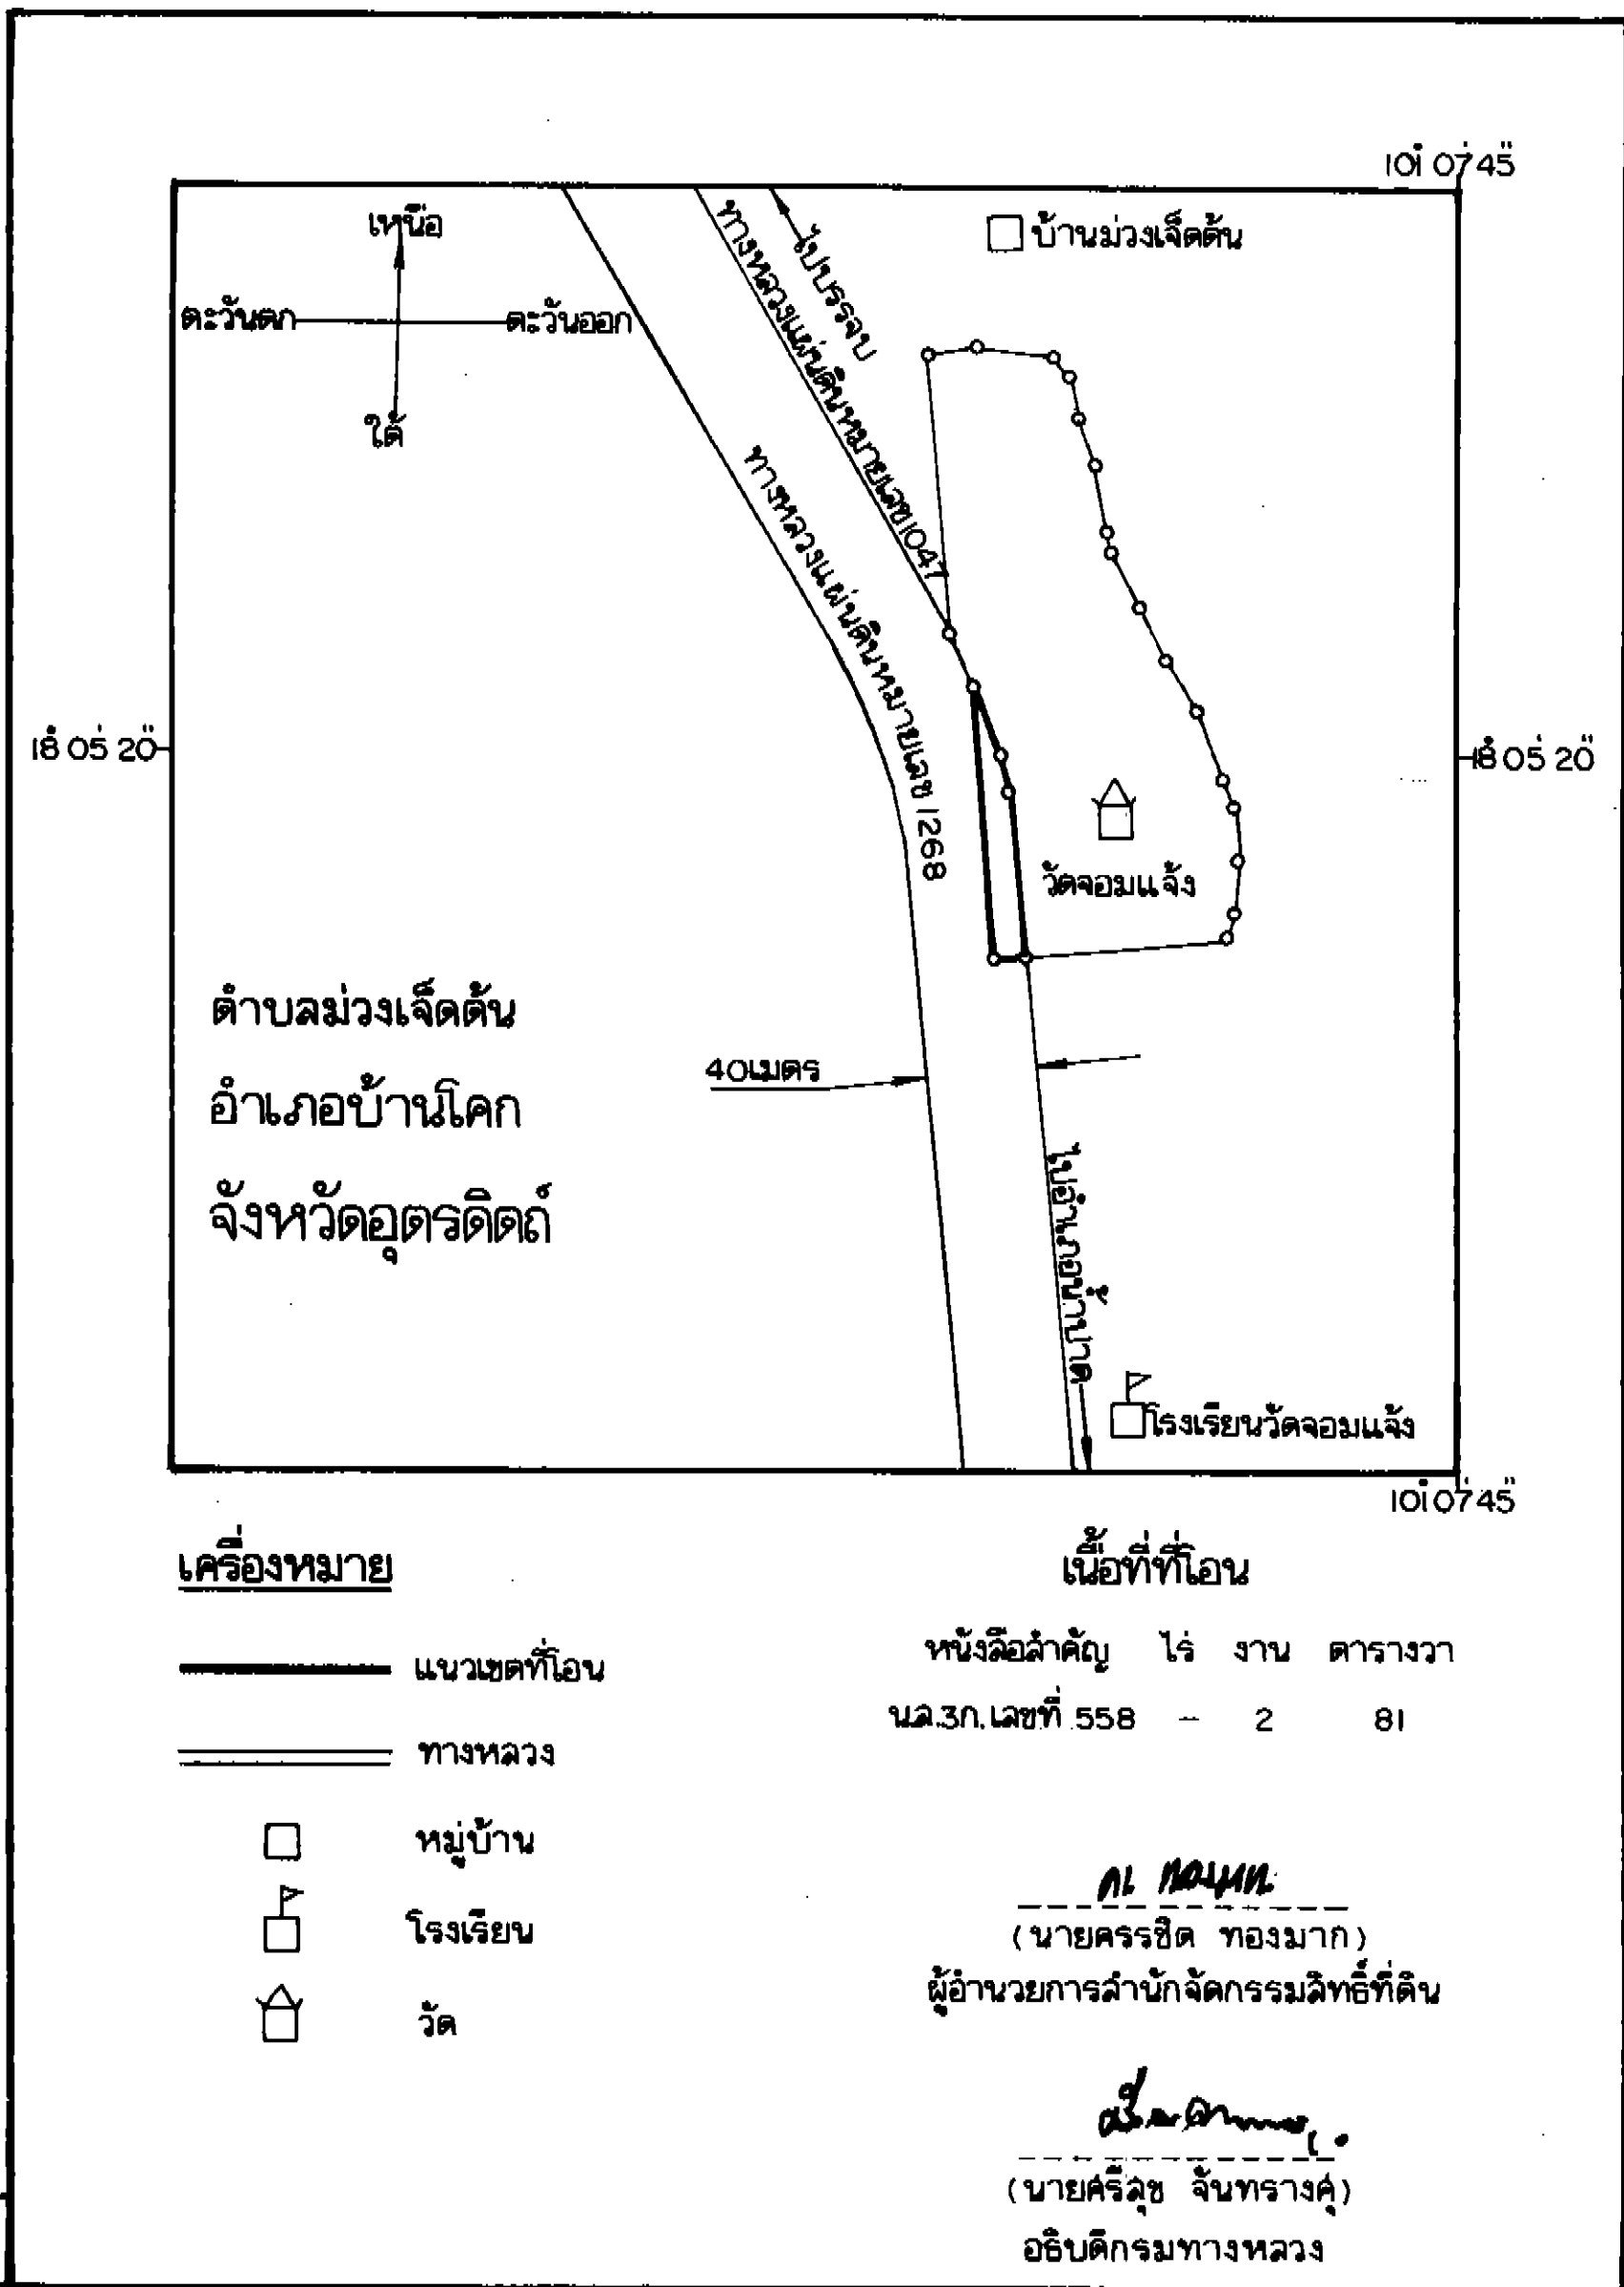 101° 07' 45"
เหนือ
บ้านม่วงเจ็ดต้น
ตะวันตก
ตะวันออก
ใต้
ไปบรรจบ
ทางหลวงแผ่นดินหมายเลข 1047
ทางหลวงแผ่นดินหมายเลข 1268
18° 05' 20"
18° 05' 20"
วัดจอมแจ้ง
ตำบลม่วงเจ็ดต้น
40 เมตร
อำเภอบ้านโคก
จังหวัดอุตรดิตถ์
ไปอำเภอน้ำปาด
โรงเรียนวัดจอมแจ้ง
101° 07' 45"
เครื่องหมาย
เนื้อที่ที่โอน
แนวเขตที่โอน
หนังสือสำคัญ ไร่ งาน ตารางวา
น.ส.3ก. เลขที่ 558 - 2 81
ทางหลวง
หมู่บ้าน
โรงเรียน
วัด
(นายครรชิต ทองมาก)
ผู้อำนวยการสำนักจัดกรรมสิทธิ์ที่ดิน
(นายศรีสุข จันทรางศุ)
อธิบดีกรมทางหลวง